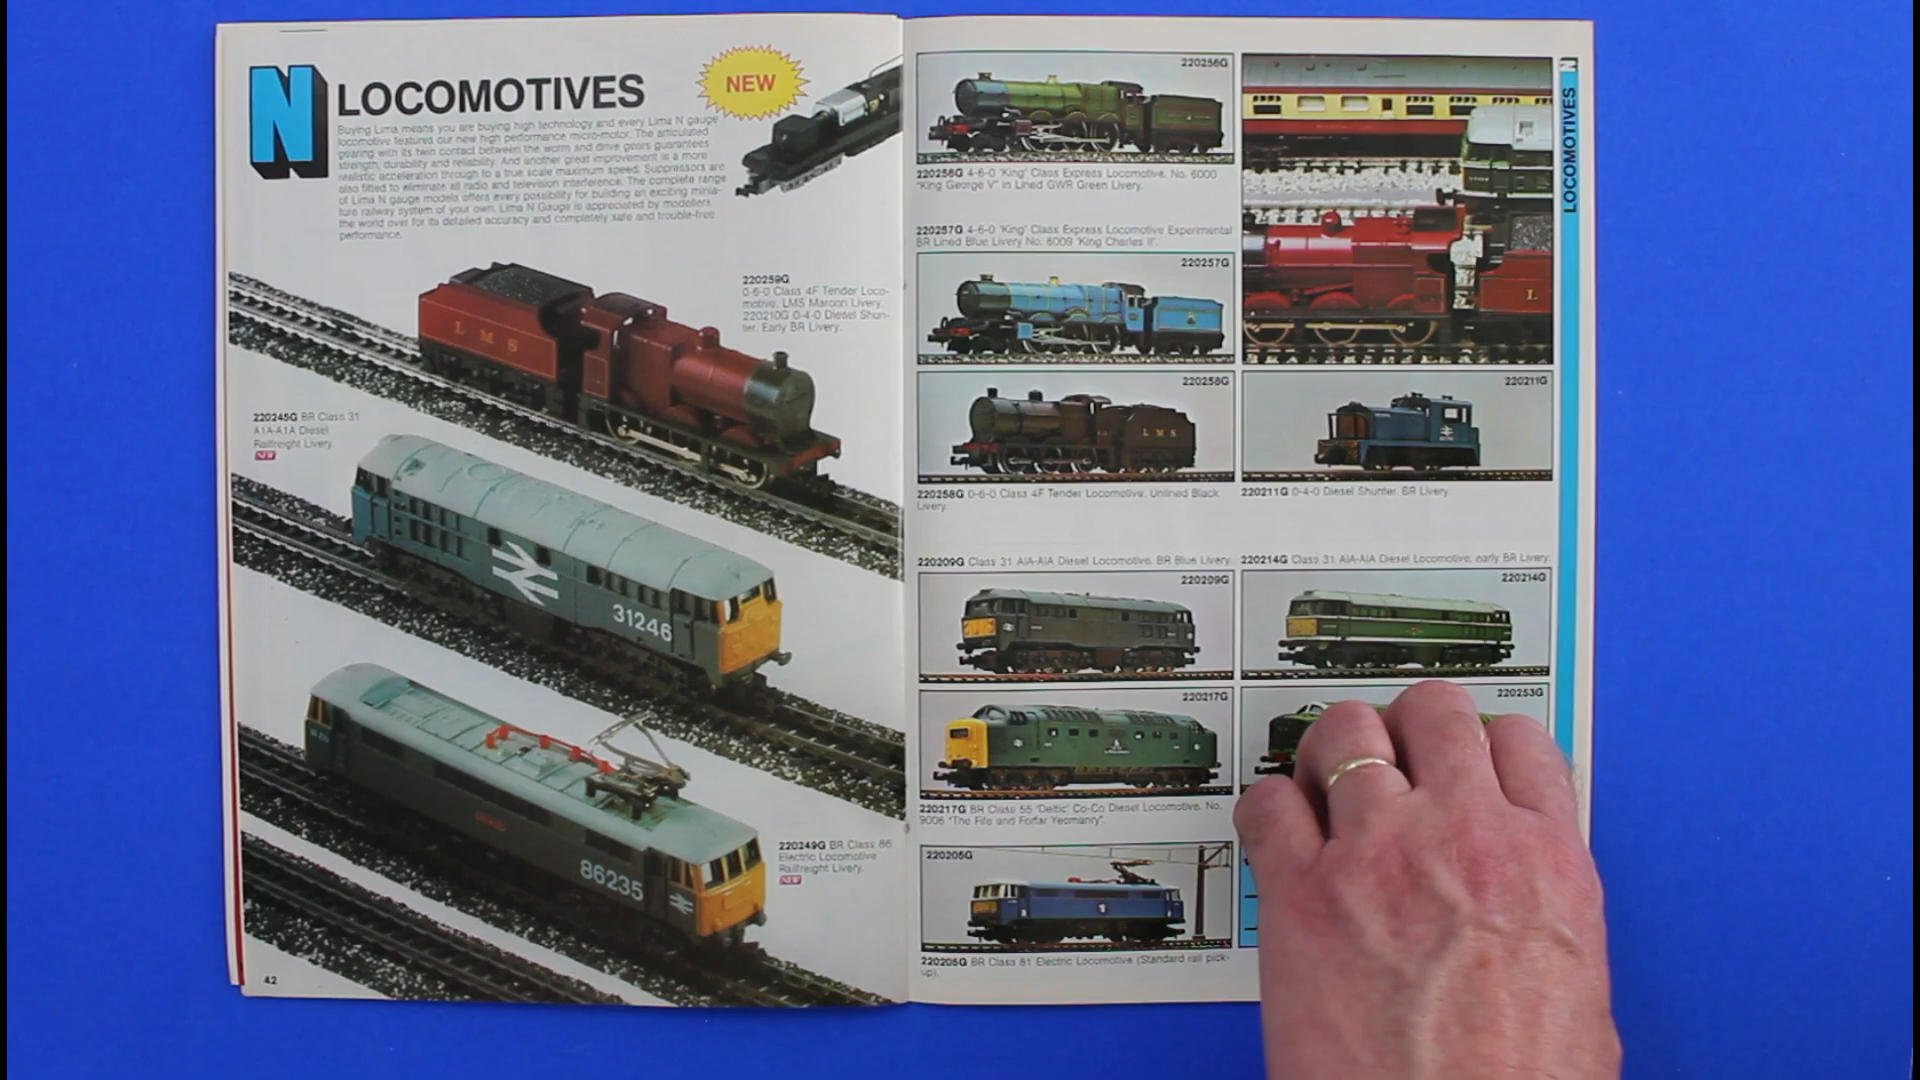 N LOCOMOTIVES
NEW
Buying Lima means you are buying high technology and every Lima N gauge
locomotive features our new high performance micro-motor. The articulated
gearing with its twin contact between the worm and drive gears guarantees
strength, durability and reliability. And another great improvement is a more
realistic acceleration through to a true scale maximum speed. Suppressors are
also fitted to eliminate all radio and television interference. The complete range
of Lima N gauge models offers every possibility for building an exciting minia-
ture railway system of your own. Lima N Gauge is appreciated by modellers
the world over for its detailed accuracy and completely safe and trouble-free
performance.
220259G
0-6-0 Class 4F Tender Loco-
motive. LMS Maroon Livery.
220210G 0-4-0 Diesel Shun-
ter. Early BR Livery.
LMS
220245G BR Class 31
A1A-A1A Diesel
Railfreight Livery.
NEW
31246
86235
220249G BR Class 86
Electric Locomotive
Railfreight Livery.
NEW
42
220256G
220256G 4-6-0 'King' Class Express Locomotive. No. 6000
"King George V" in Lined GWR Green Livery.
220257G 4-6-0 'King' Class Express Locomotive Experimental
BR Lined Blue Livery No. 6009 'King Charles II'.
220257G
L
220258G
LMS
220258G 0-6-0 Class 4F Tender Locomotive. Unlined Black
Livery.
220211G
220211G 0-4-0 Diesel Shunter. BR Livery.
220209G Class 31 AIA-AIA Diesel Locomotive. BR Blue Livery.
220209G
220214G Class 31 AIA-AIA Diesel Locomotive, early BR Livery.
220214G
220217G
220217G BR Class 55 'Deltic' Co-Co Diesel Locomotive. No.
9006 "The Fife and Forfar Yeomanry".
220253G
220205G
220205G BR Class 81 Electric Locomotive (Standard rail pick-
up).
N LOCOMOTIVES